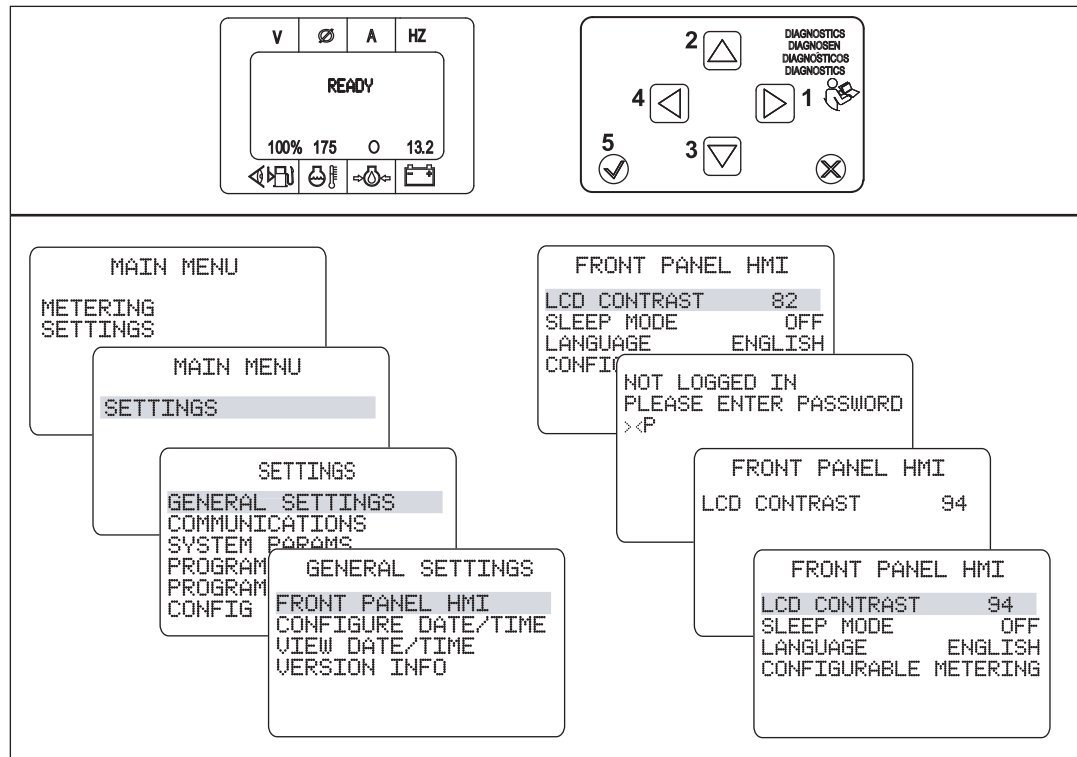 V Ø A HZ
READY
100% 175 O 13.2
2
DIAGNOSTICS
DIAGNOSEN
DIAGNÓSTICOS
DIAGNOSTICS
4
1
5
3
MAIN MENU
METERING
SETTINGS
MAIN MENU
SETTINGS
SETTINGS
GENERAL SETTINGS
COMMUNICATIONS
SYSTEM PARAMS
PROGRAM
PROGRAM
CONFIG
GENERAL SETTINGS
FRONT PANEL HMI
CONFIGURE DATE/TIME
VIEW DATE/TIME
VERSION INFO
FRONT PANEL HMI
LCD CONTRAST 82
SLEEP MODE OFF
LANGUAGE ENGLISH
CONFIG
NOT LOGGED IN
PLEASE ENTER PASSWORD
><P
FRONT PANEL HMI
LCD CONTRAST 94
FRONT PANEL HMI
LCD CONTRAST 94
SLEEP MODE OFF
LANGUAGE ENGLISH
CONFIGURABLE METERING